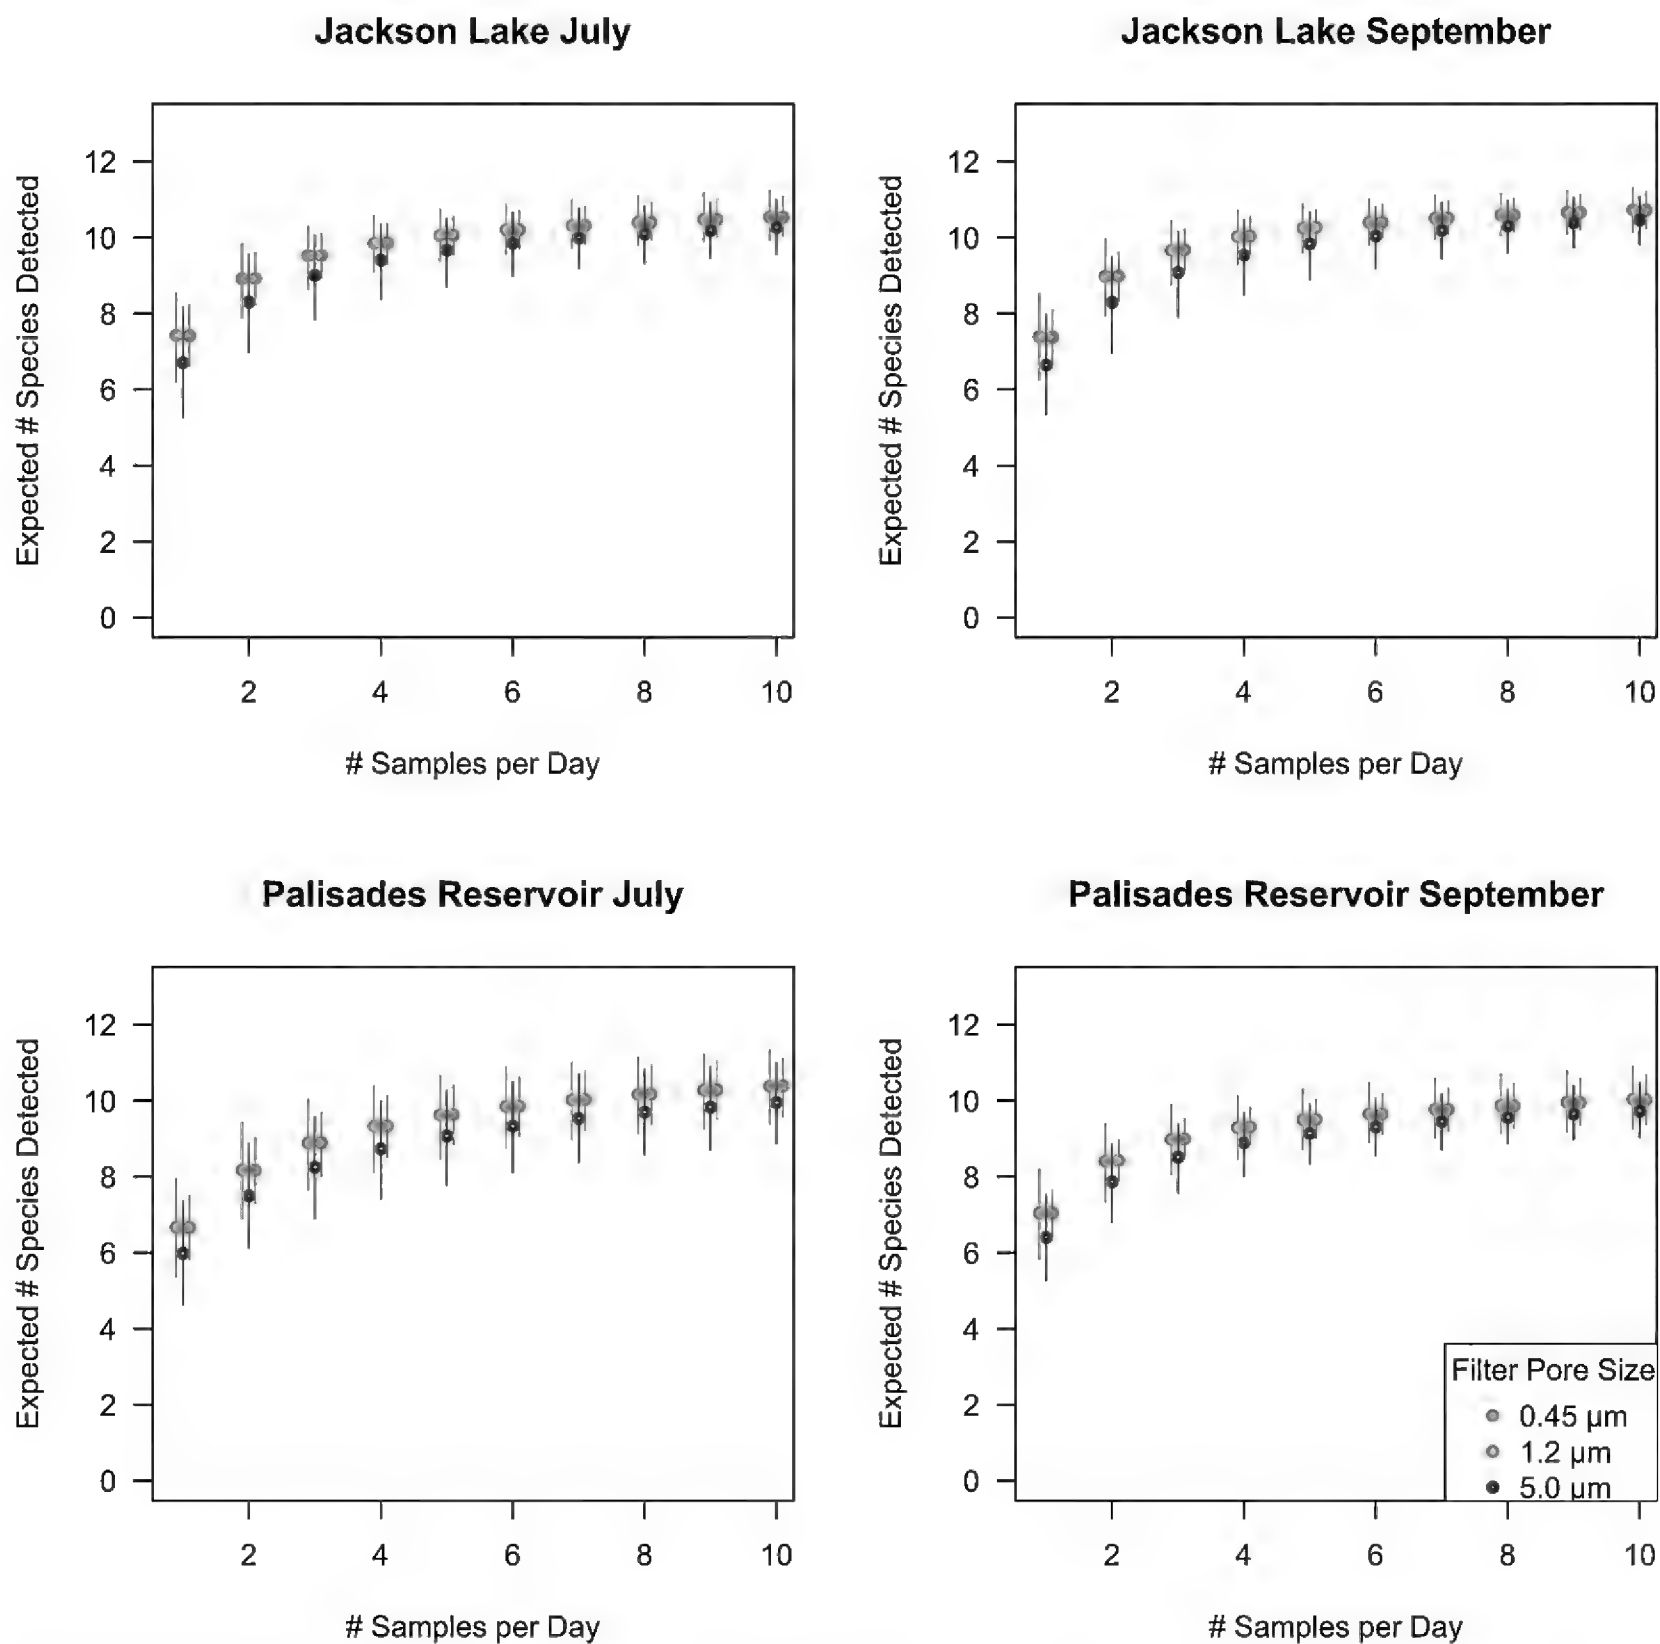 Jackson Lake July
Expected # Species Detected
12
10
8
6
4
2
0
2 4 6 8 10
# Samples per Day
Jackson Lake September
Expected # Species Detected
12
10
8
6
4
2
0
2 4 6 8 10
# Samples per Day
Palisades Reservoir July
Expected # Species Detected
12
10
8
6
4
2
0
2 4 6 8 10
# Samples per Day
Palisades Reservoir September
Expected # Species Detected
12
10
8
6
4
2
0
Filter Pore Size
0.45 µm
1.2 µm
5.0 µm
2 4 6 8 10
# Samples per Day